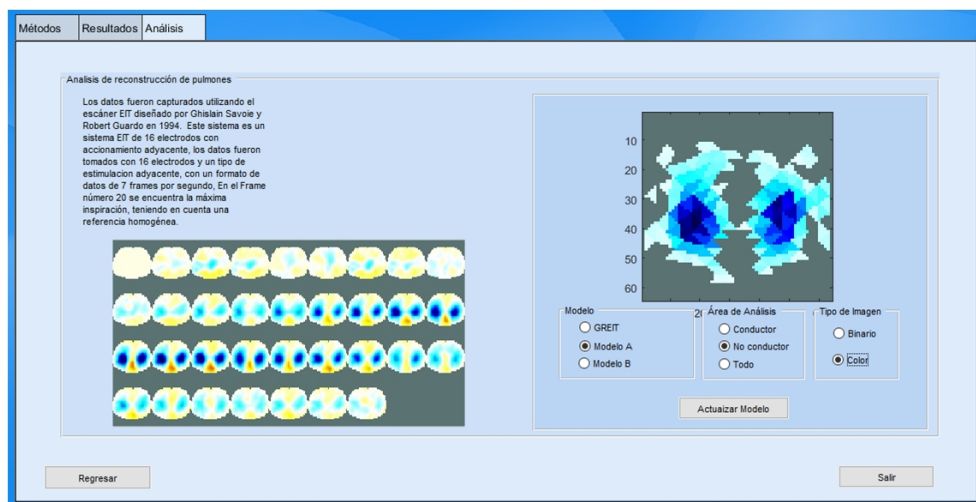 Métodos Resultados Análisis
Analisis de reconstrucción de pulmones
Los datos fueron capturados utilizando el
escáner EIT diseñado por Ghislain Savoie y
Robert Guardo en 1994. Este sistema es un
sistema EIT de 16 electrodos con
accionamiento adyacente, los datos fueron
tomados con 16 electrodos y un tipo de
estimulacion adyacente, con un formato de
datos de 7 frames por segundo, En el Frame
número 20 se encuentra la máxima
inspiración, teniendo en cuenta una
referencia homogénea.
10
20
30
40
50
60
20
Modelo
GREIT
Modelo A
Modelo B
Área de Análisis
Conductor
No conductor
Todo
Tipo de Imagen
Binario
Color
Actuaizar Modelo
Regresar
Salir